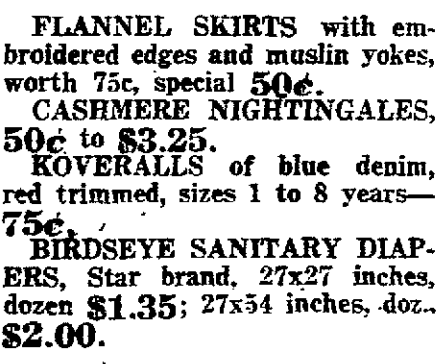 FLANNEL SKIRTS with em-
broidered edges and muslin yokes,
worth 75c, special 50¢.
CASHMERE NIGHTINGALES,
50¢ to $3.25.
KOVERALLS of blue denim,
red trimmed, sizes 1 to 8 years—
75¢.
BIRDSEYE SANITARY DIAP-
ERS, Star brand, 27x27 inches,
dozen $1.35; 27x54 inches, doz.,
$2.00.